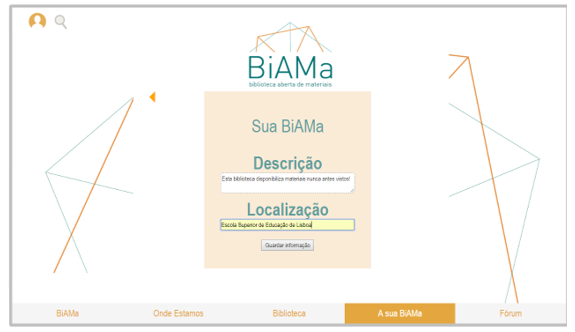 BiAMa
biblioteca aberta de materiais
Sua BiAMa
Descrição
Esta biblioteca disponibiliza materiais nunca antes vistos!
Localização
Escola Superior de Educação de Lisboa
Guardar informação
BiAMa
Onde Estamos
Biblioteca
A sua BiAMa
Fórum